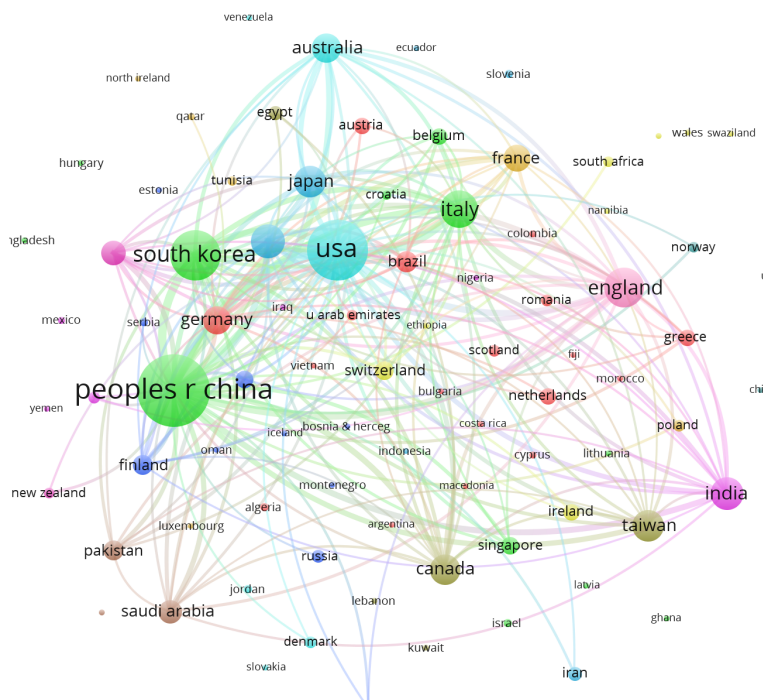 venezuela
australia
ecuador
slovenia
north ireland
qatar
egypt
austria
belgium
wales
swaziland
hungary
estonia
tunisia
japan
croatia
france
south africa
italy
namibia
ngladesh
south korea
usa
brazil
colombia
norway
nigeria
england
mexico
serbia
germany
iraq
u arab emirates
ethiopia
romania
scotland
fiji
greece
peoples r china
vietnam
switzerland
bulgaria
netherlands
morocco
chi
yemen
iceland
bosnia & herceg
costa rica
poland
finland
oman
indonesia
cyprus
lithuania
new zealand
montenegro
macedonia
india
algeria
luxembourg
argentina
ireland
taiwan
pakistan
russia
canada
singapore
jordan
lebanon
latvia
saudi arabia
israel
ghana
denmark
kuwait
slovakia
iran